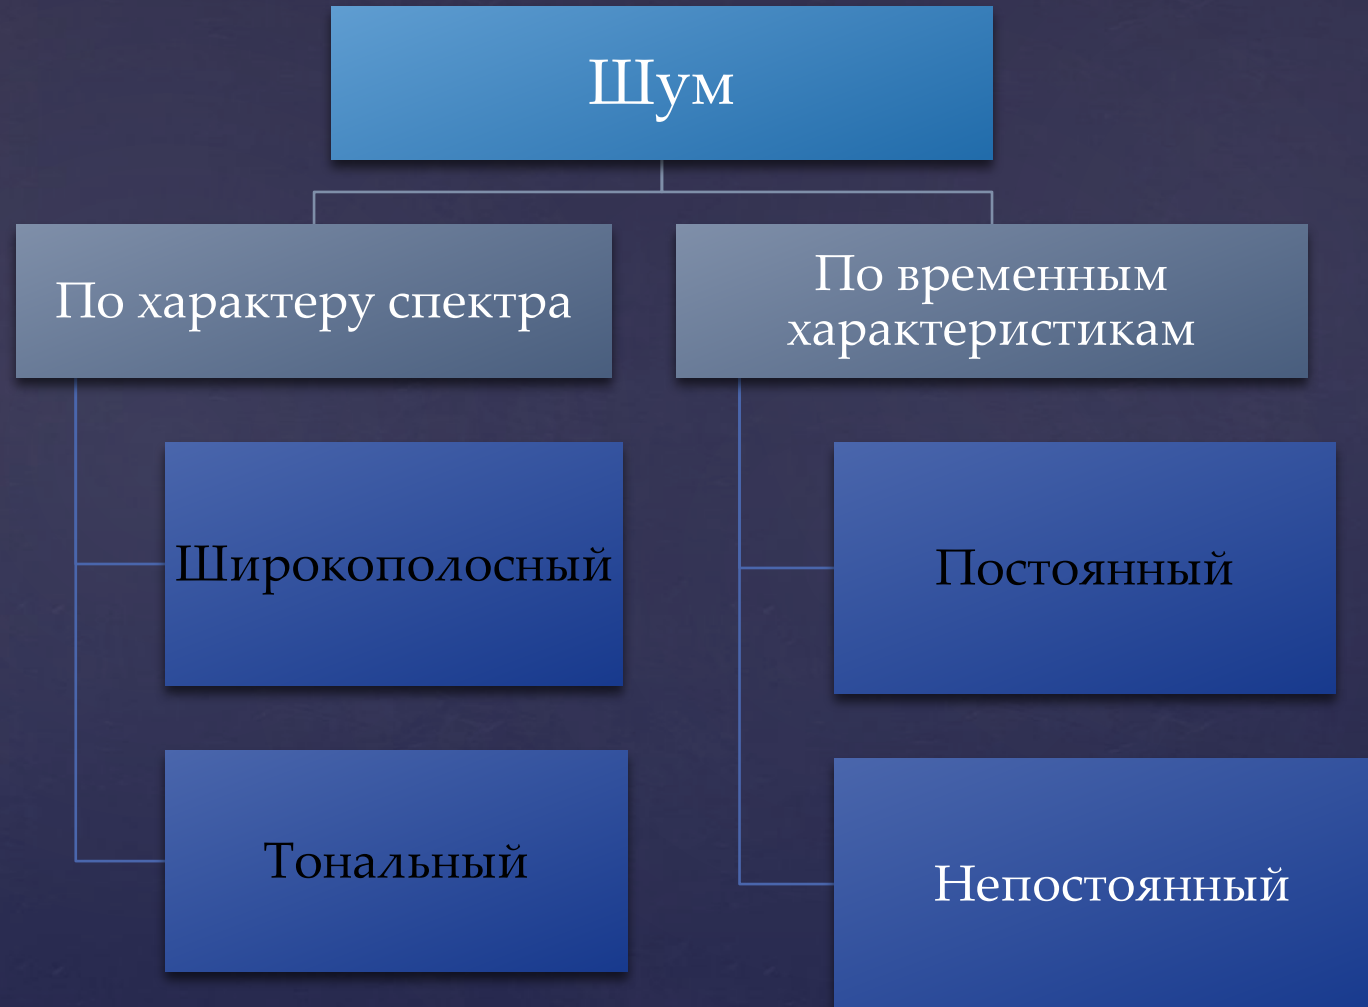 Шум
По характеру спектра
Широкополосный
Тональный
По временным
характеристикам
Постоянный
Непостоянный